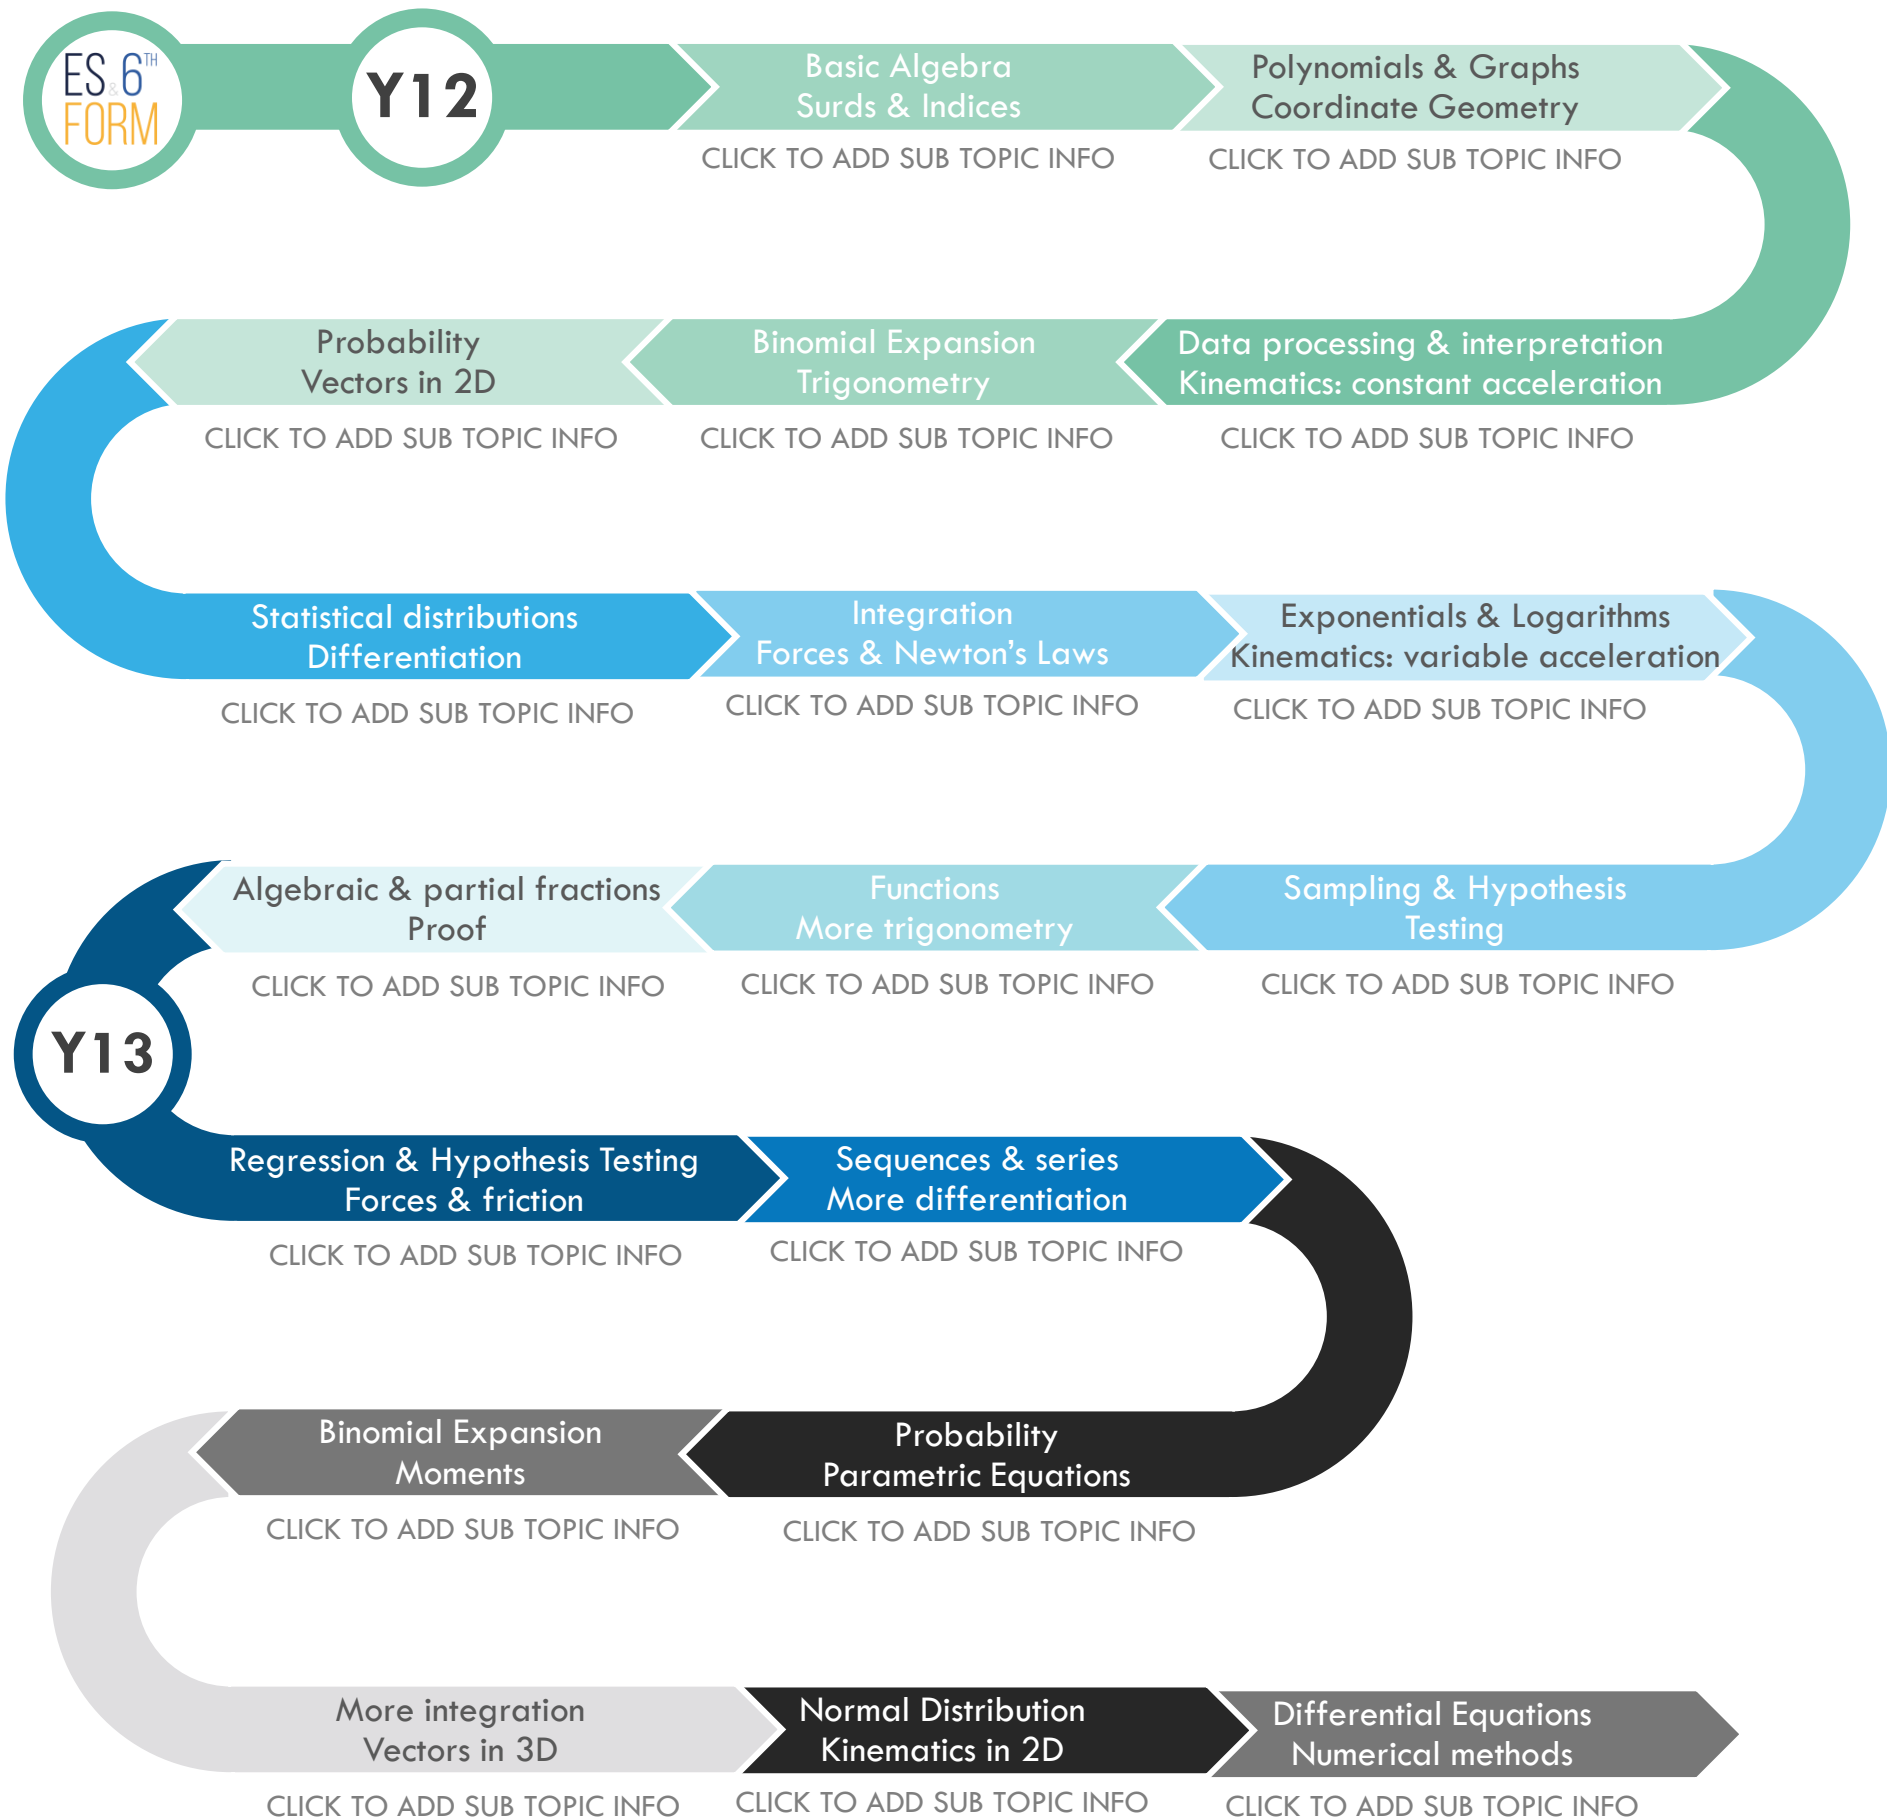 ES & 6TH
FORM
Y12
Basic Algebra
Surds & Indices
CLICK TO ADD SUB TOPIC INFO
Polynomials & Graphs
Coordinate Geometry
CLICK TO ADD SUB TOPIC INFO
Data processing & interpretation
Kinematics: constant acceleration
CLICK TO ADD SUB TOPIC INFO
Binomial Expansion
Trigonometry
CLICK TO ADD SUB TOPIC INFO
Probability
Vectors in 2D
CLICK TO ADD SUB TOPIC INFO
Statistical distributions
Differentiation
CLICK TO ADD SUB TOPIC INFO
Integration
Forces & Newton's Laws
CLICK TO ADD SUB TOPIC INFO
Exponentials & Logarithms
Kinematics: variable acceleration
CLICK TO ADD SUB TOPIC INFO
Sampling & Hypothesis
Testing
CLICK TO ADD SUB TOPIC INFO
Functions
More trigonometry
CLICK TO ADD SUB TOPIC INFO
Algebraic & partial fractions
Proof
CLICK TO ADD SUB TOPIC INFO
Y13
Regression & Hypothesis Testing
Forces & friction
CLICK TO ADD SUB TOPIC INFO
Sequences & series
More differentiation
CLICK TO ADD SUB TOPIC INFO
Probability
Parametric Equations
CLICK TO ADD SUB TOPIC INFO
Binomial Expansion
Moments
CLICK TO ADD SUB TOPIC INFO
More integration
Vectors in 3D
CLICK TO ADD SUB TOPIC INFO
Normal Distribution
Kinematics in 2D
CLICK TO ADD SUB TOPIC INFO
Differential Equations
Numerical methods
CLICK TO ADD SUB TOPIC INFO